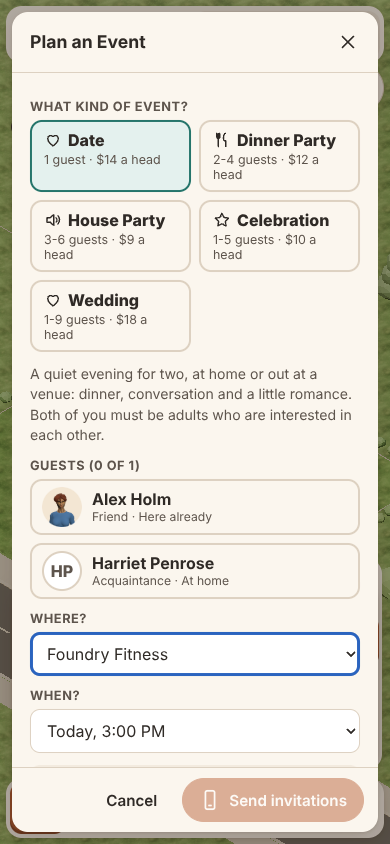 Plan an Event
WHAT KIND OF EVENT?
Date
1 guest · $14 a head
Dinner Party
2-4 guests · $12 a
head
House Party
3-6 guests · $9 a
head
Celebration
1-5 guests · $10 a
head
Wedding
1-9 guests · $18 a
head
A quiet evening for two, at home or out at a
venue: dinner, conversation and a little romance.
Both of you must be adults who are interested in
each other.
GUESTS (0 OF 1)
Alex Holm
Friend · Here already
HP
Harriet Penrose
Acquaintance · At home
WHERE?
Foundry Fitness
WHEN?
Today, 3:00 PM
Cancel
Send invitations